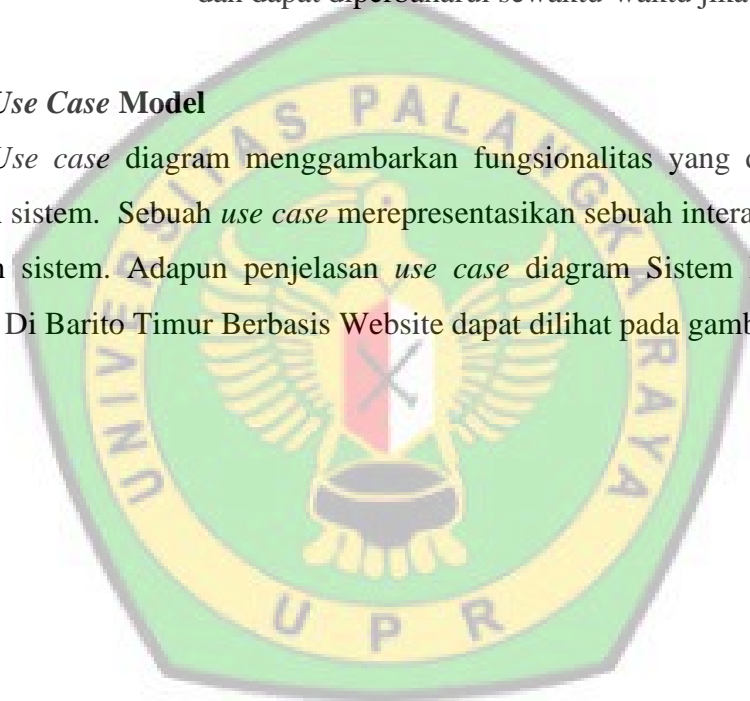 dan dapat diperbaharui sewaktu-waktu jika
Use Case Model
Use case diagram menggambarkan fungsionalitas yang
sistem. Sebuah use case merepresentasikan sebuah
sistem. Adapun penjelasan use case diagram Sistem
Di Barito Timur Berbasis Website dapat dilihat pada
UNIVERSITAS PALANGKA RAYA
UPR